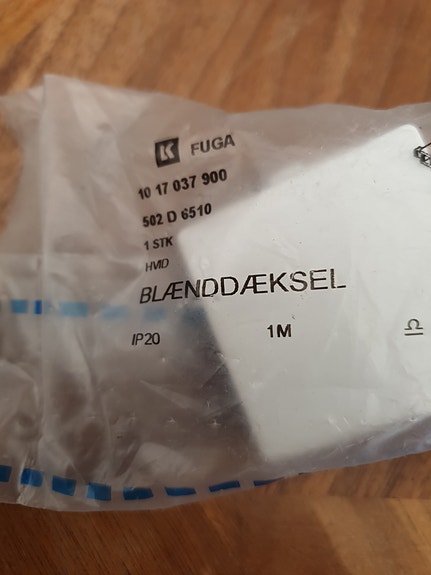 K FUGA
10 17 037 900
502 D 6510
1 STK
HVID
BLÆNDDÆKSEL
IP20 1M